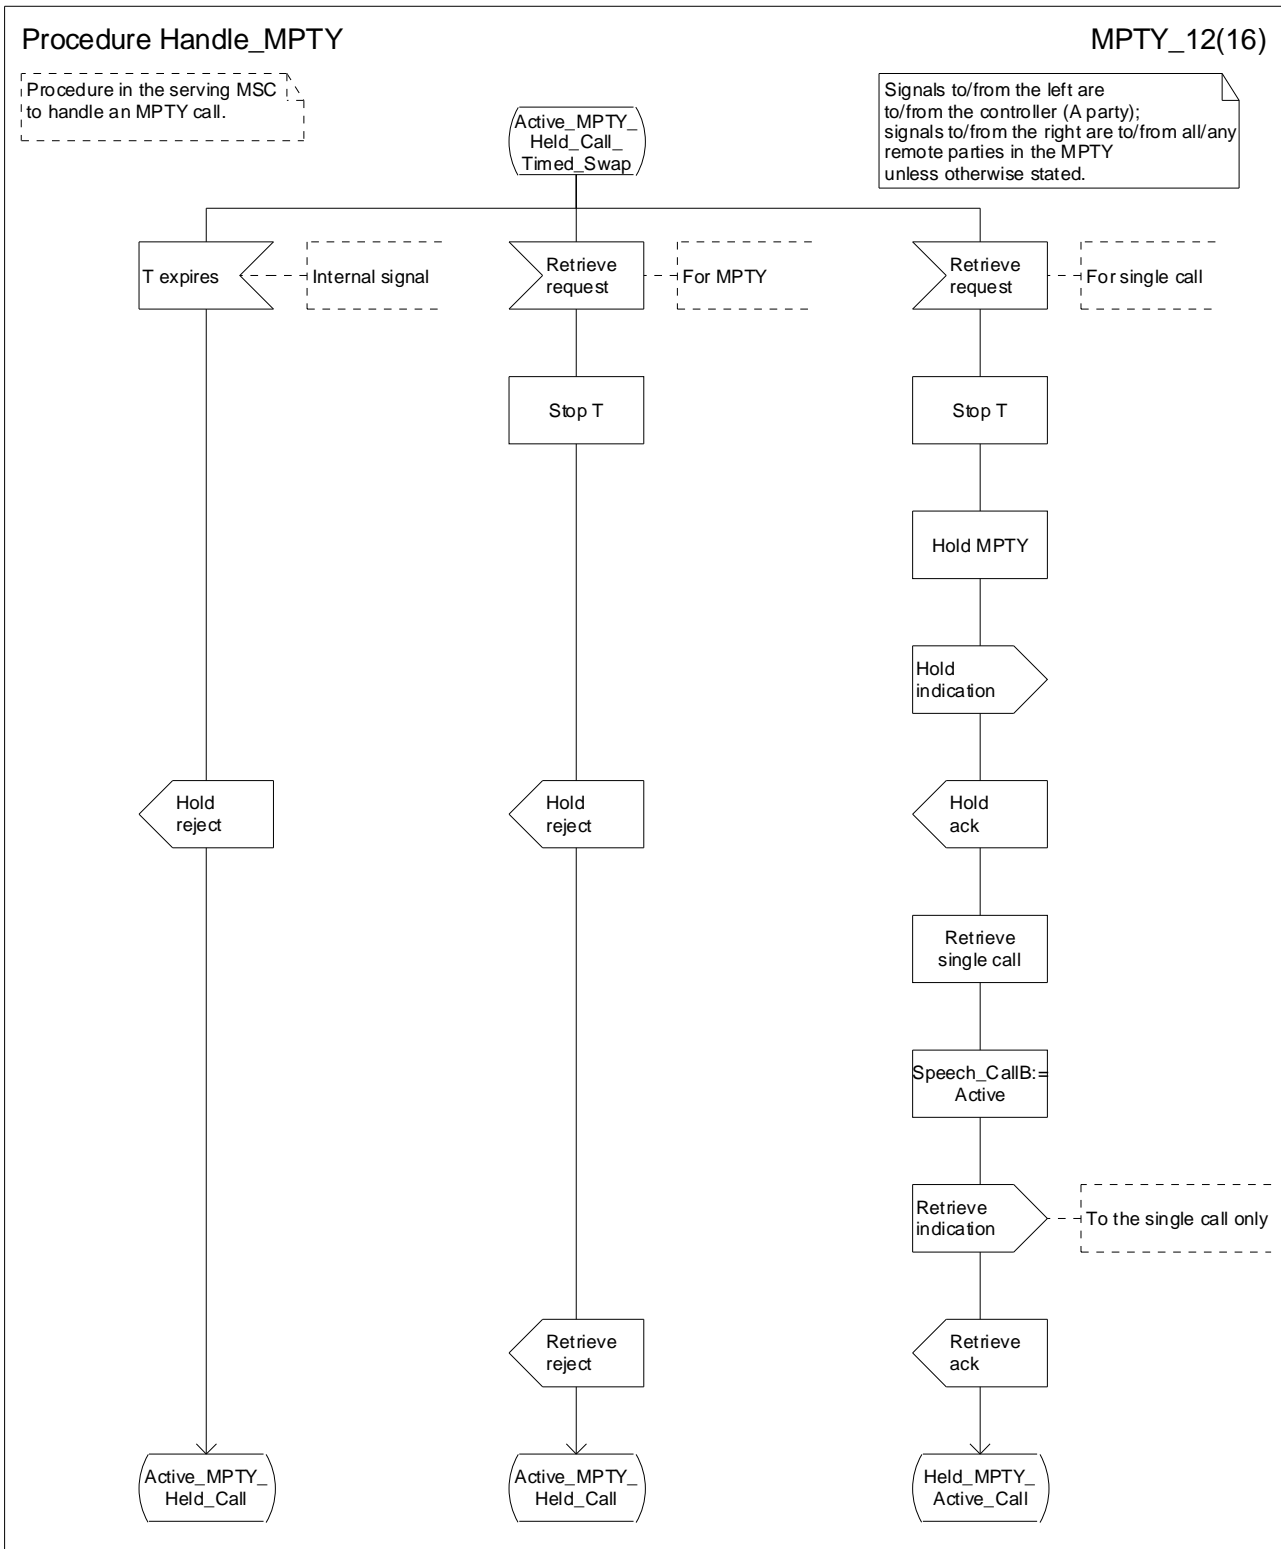 Procedure Handle_MPTY
MPTY_12(16)
Procedure in the serving MSC
to handle an MPTY call.
Signals to/from the left are
to/from the controller (A party);
signals to/from the right are to/from all/any
remote parties in the MPTY
unless otherwise stated.
Active_MPTY_
Held_Call_
Timed_Swap
T expires
Internal signal
Retrieve
request
For MPTY
Retrieve
request
For single call
Stop T
Stop T
Hold MPTY
Hold
indication
Hold
reject
Hold
reject
Hold
ack
Retrieve
single call
Speech_CallB:=
Active
Retrieve
indication
To the single call only
Retrieve
reject
Retrieve
ack
Active_MPTY_
Held_Call
Active_MPTY_
Held_Call
Held_MPTY_
Active_Call